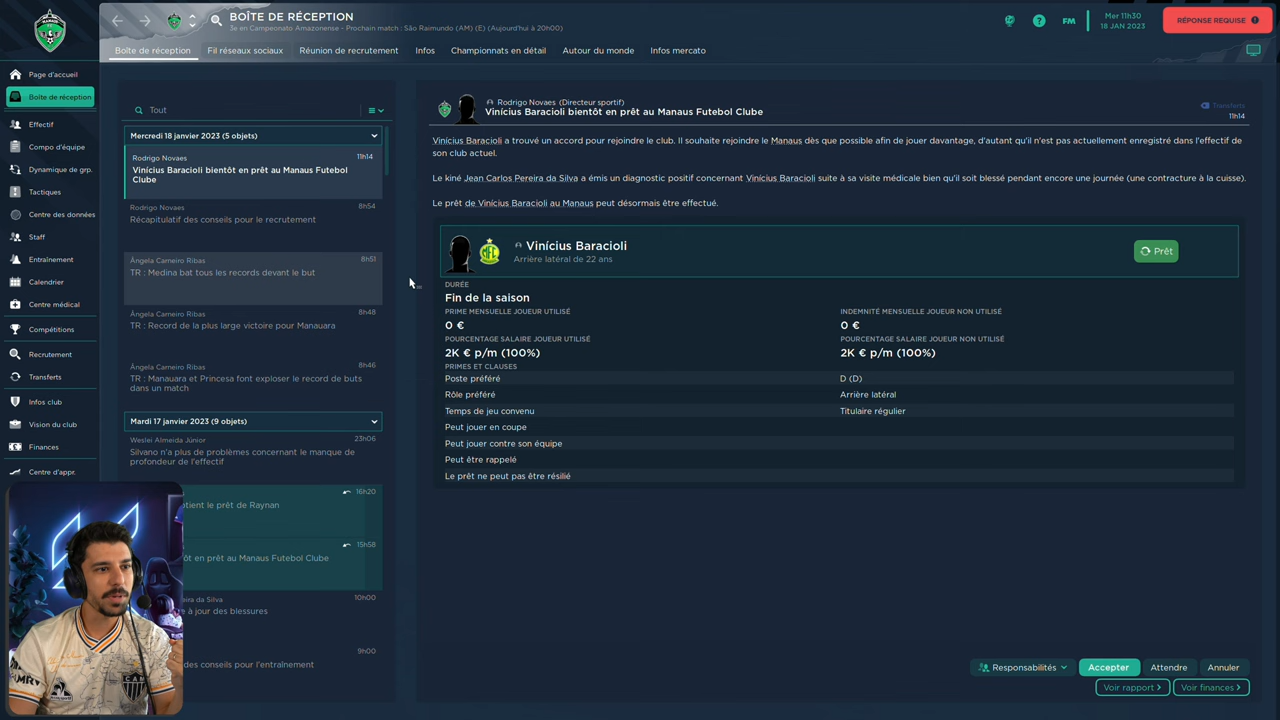 BOÎTE DE RÉCEPTION
3e en Campeonato Amazonense - Prochain match : São Raimundo (AM) (E) (Aujourd'hui à 20h00)
FM
Mer 11h30
18 JAN 2023
RÉPONSE REQUISE
Boîte de réception
Fil réseaux sociaux
Réunion de recrutement
Infos
Championnats en détail
Autour du monde
Infos mercato
Page d'accueil
Boîte de réception
Effectif
Compo d'équipe
Dynamique de grp.
Tactiques
Centre des données
Staff
Entraînement
Calendrier
Centre médical
Compétitions
Recrutement
Transferts
Infos club
Vision du club
Finances
Centre d'appr.
Tout
Mercredi 18 janvier 2023 (5 objets)
Rodrigo Novaes
11h14
Vinícius Baracioli bientôt en prêt au Manaus Futebol
Clube
Rodrigo Novaes
8h54
Récapitulatif des conseils pour le recrutement
Ângela Carneiro Ribas
8h51
TR : Medina bat tous les records devant le but
Ângela Carneiro Ribas
8h48
TR : Record de la plus large victoire pour Manauara
Ângela Carneiro Ribas
8h46
TR : Manauara et Princesa font exploser le record de buts
dans un match
Mardi 17 janvier 2023 (9 objets)
Weslei Almeida Júnior
23h06
Silvano n'a plus de problèmes concernant le manque de
profondeur de l'effectif
16h20
otient le prêt de Raynan
15h58
ôt en prêt au Manaus Futebol Clube
eira da Silva
10h00
e à jour des blessures
9h00
des conseils pour l'entraînement
Rodrigo Novaes (Directeur sportif)
Vinícius Baracioli bientôt en prêt au Manaus Futebol Clube
Transferts
11h14
Vinícius Baracioli a trouvé un accord pour rejoindre le club. Il souhaite rejoindre le Manaus dès que possible afin de jouer davantage, d'autant qu'il n'est pas actuellement enregistré dans l'effectif de
son club actuel.
Le kiné Jean Carlos Pereira da Silva a émis un diagnostic positif concernant Vinícius Baracioli suite à sa visite médicale bien qu'il soit blessé pendant encore une journée (une contracture à la cuisse).
Le prêt de Vinícius Baracioli au Manaus peut désormais être effectué.
Vinícius Baracioli
Arrière latéral de 22 ans
Prêt
DURÉE
Fin de la saison
PRIME MENSUELLE JOUEUR UTILISÉ
INDEMNITÉ MENSUELLE JOUEUR NON UTILISÉ
0 €
0 €
POURCENTAGE SALAIRE JOUEUR UTILISÉ
POURCENTAGE SALAIRE JOUEUR NON UTILISÉ
2K € p/m (100%)
2K € p/m (100%)
PRIMES ET CLAUSES
Poste préféré
D (D)
Rôle préféré
Arrière latéral
Temps de jeu convenu
Titulaire régulier
Peut jouer en coupe
Peut jouer contre son équipe
Peut être rappelé
Le prêt ne peut pas être résilié
Responsabilités
Accepter
Attendre
Annuler
Voir rapport
Voir finances